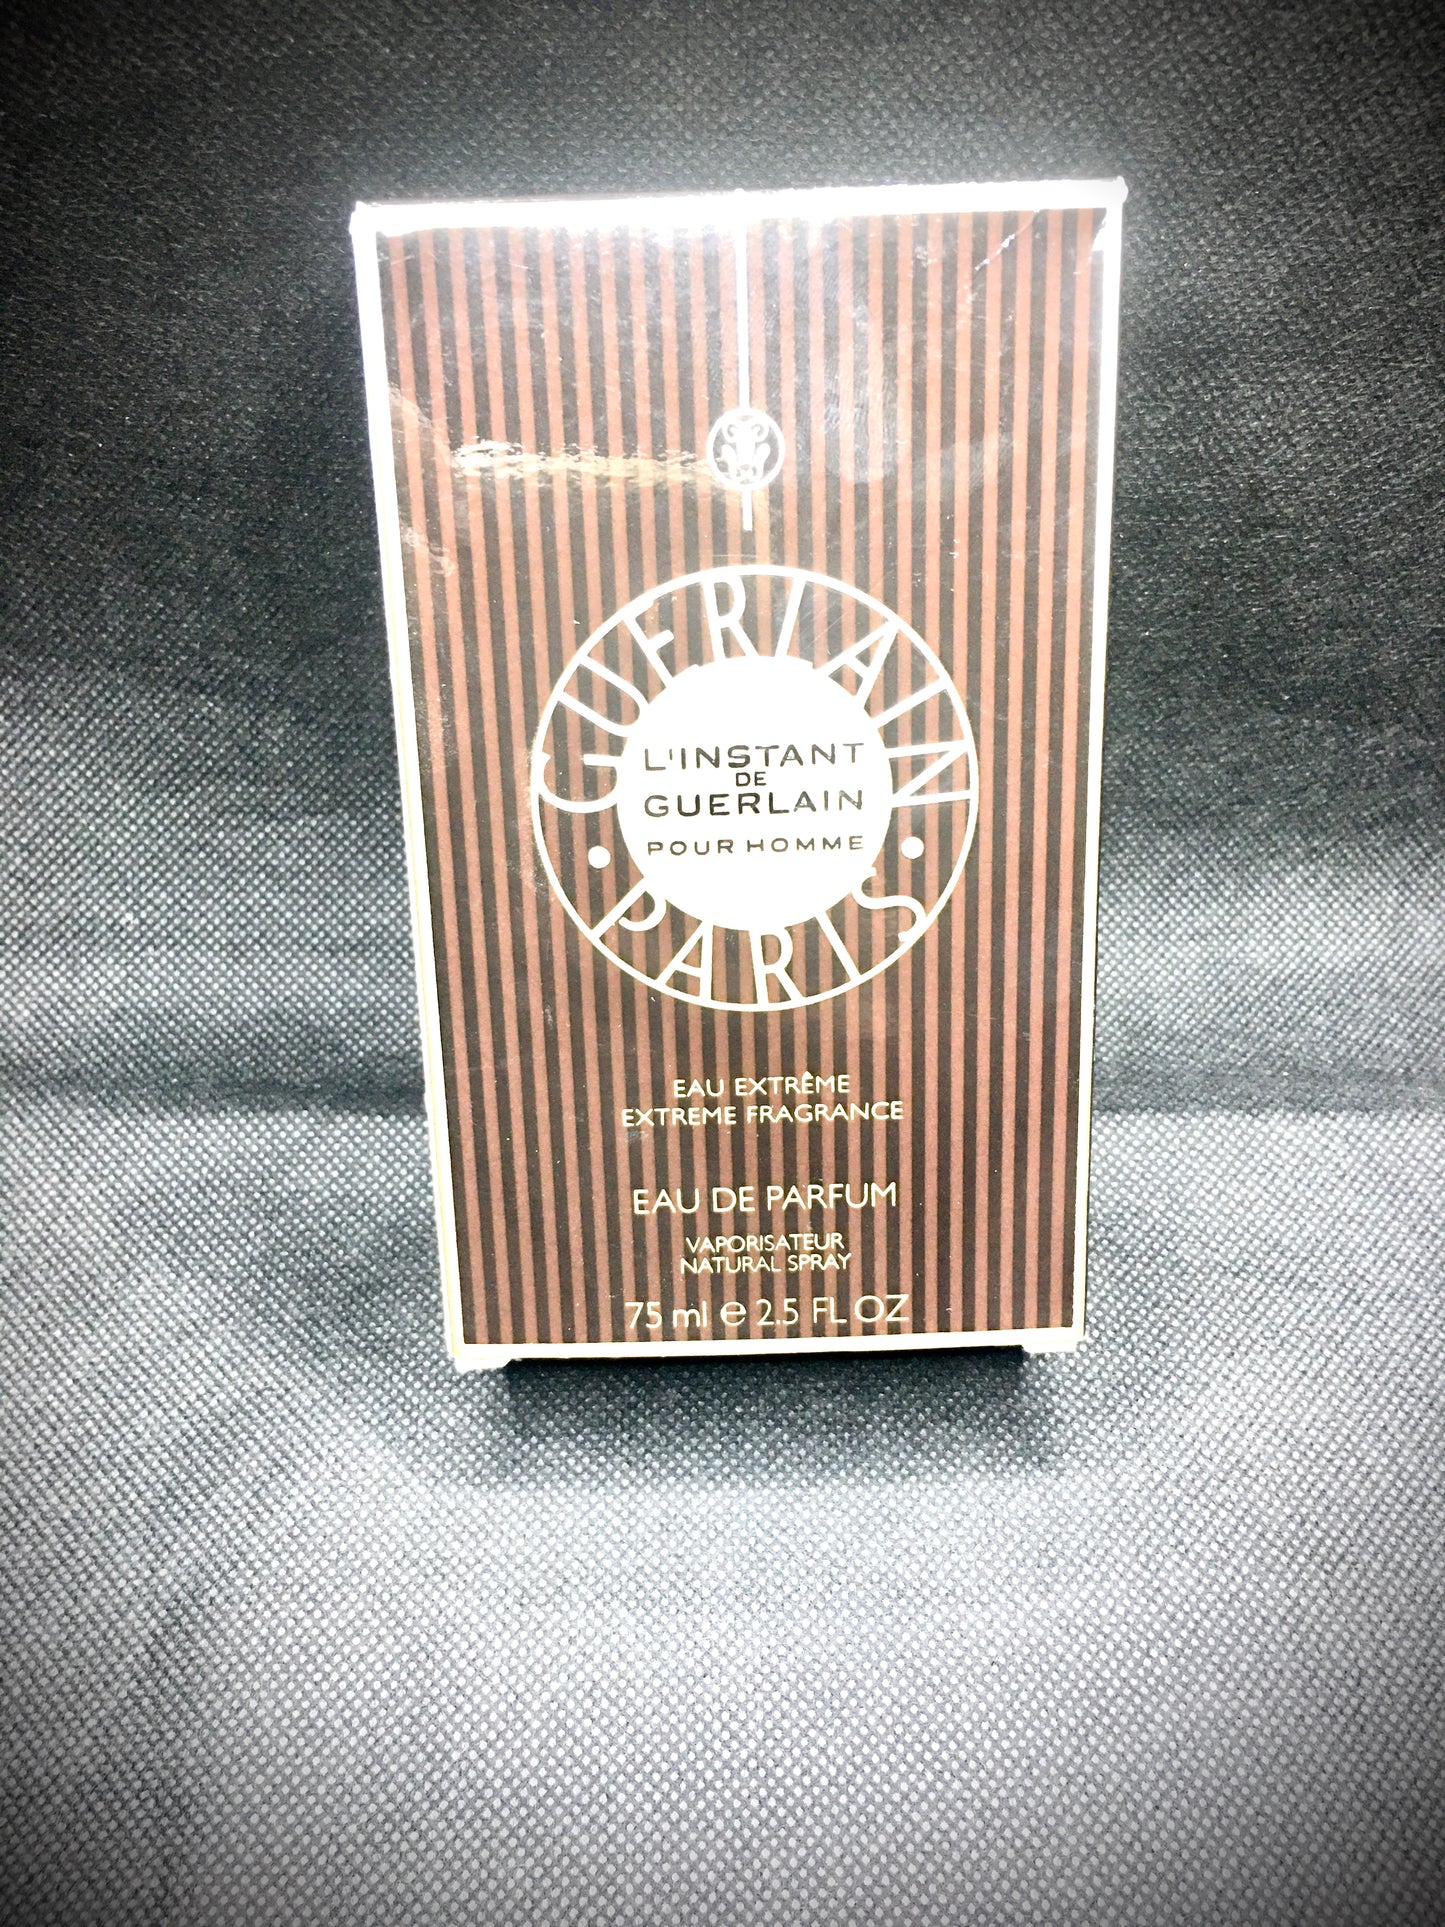 GUERLAIN
L'INSTANT
DE
GUERLAIN
POUR HOMME
• PARIS •
EAU EXTRÊME
EXTREME FRAGRANCE
EAU DE PARFUM
VAPORISATEUR
NATURAL SPRAY
75 ml e 2.5 FL OZ